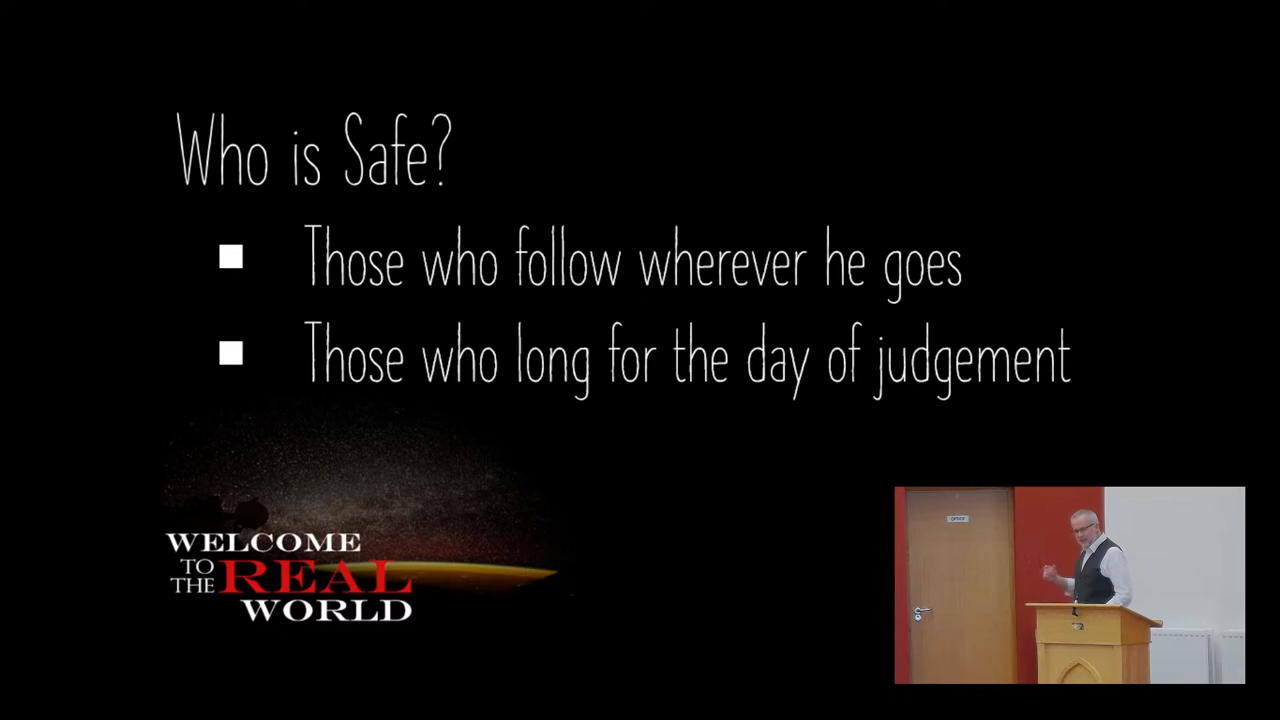 Who is Safe?
Those who follow wherever he goes
Those who long for the day of judgement
WELCOME
TO
THE REAL
WORLD
OFFICE